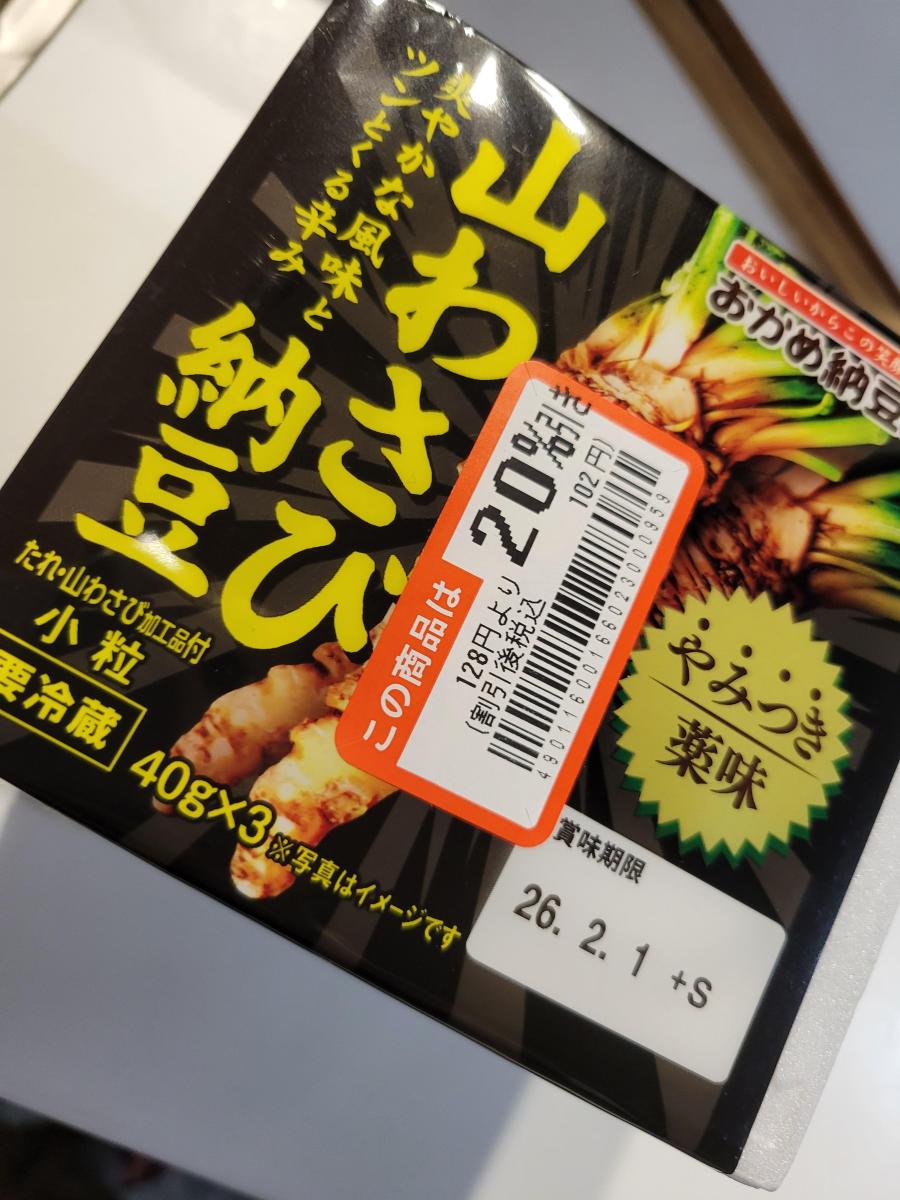 爽やかな風味と
ツンとくる辛み
山わさび
納豆
たれ・山わさび加工品付
小粒
要冷蔵
40g×3
※写真はイメージです
おいしいからこの笑顔
おかめ納豆
この商品は
128円より
20%引き
(割引後税込
102円)
4901160016602300959
やみつき
薬味
賞味期限
26. 2. 1 +S